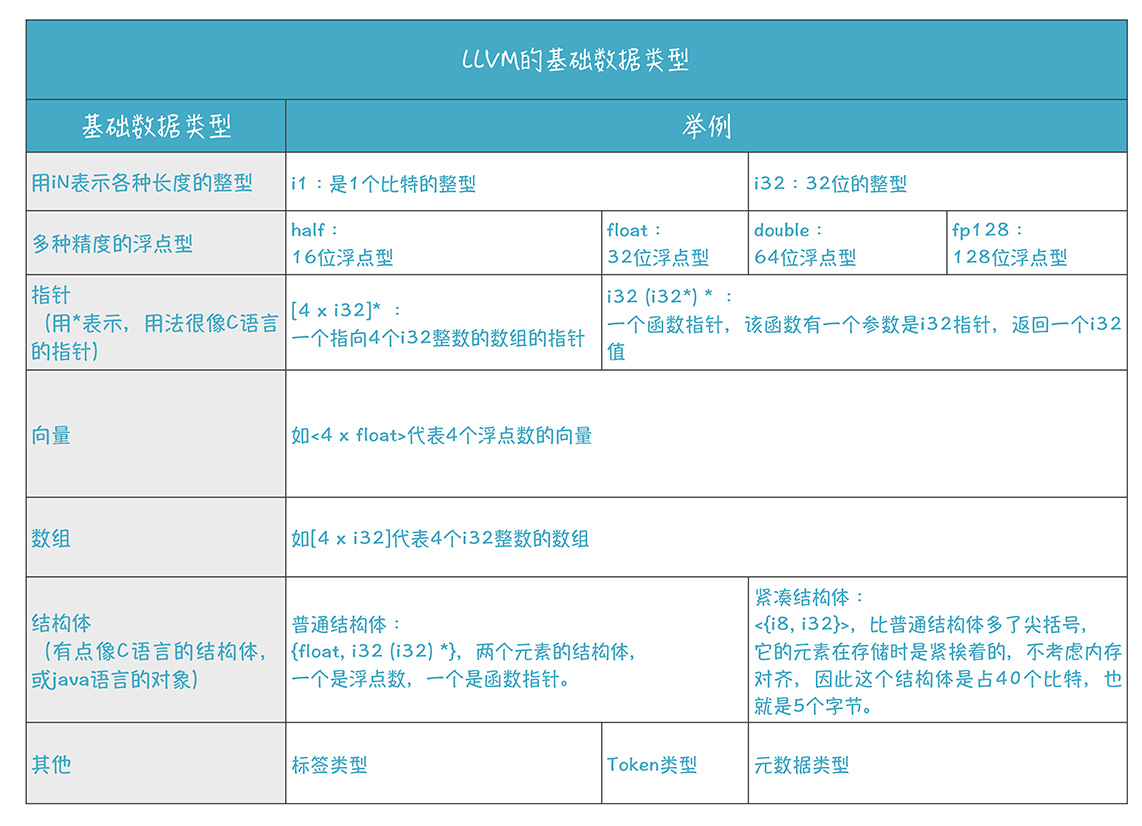 LLVM的基础数据类型
基础数据类型
举例
用iN表示各种长度的整型
i1：是1个比特的整型
i32：32位的整型
多种精度的浮点型
half：
16位浮点型
float：
32位浮点型
double：
64位浮点型
fp128：
128位浮点型
指针
（用*表示，用法很像C语言
的指针）
[4 x i32]* ：
一个指向4个i32整数的数组的指针
i32 (i32*) * ：
一个函数指针，该函数有一个参数是i32指针，返回一个i32
值
向量
如<4 x float>代表4个浮点数的向量
数组
如[4 x i32]代表4个i32整数的数组
结构体
（有点像C语言的结构体，
或java语言的对象）
普通结构体：
{float, i32 (i32) *}，两个元素的结构体，
一个是浮点数，一个是函数指针。
紧凑结构体：
<{i8, i32}>，比普通结构体多了尖括号，
它的元素在存储时是紧挨着的，不考虑内存
对齐，因此这个结构体是占40个比特，也
就是5个字节。
其他
标签类型
Token类型
元数据类型